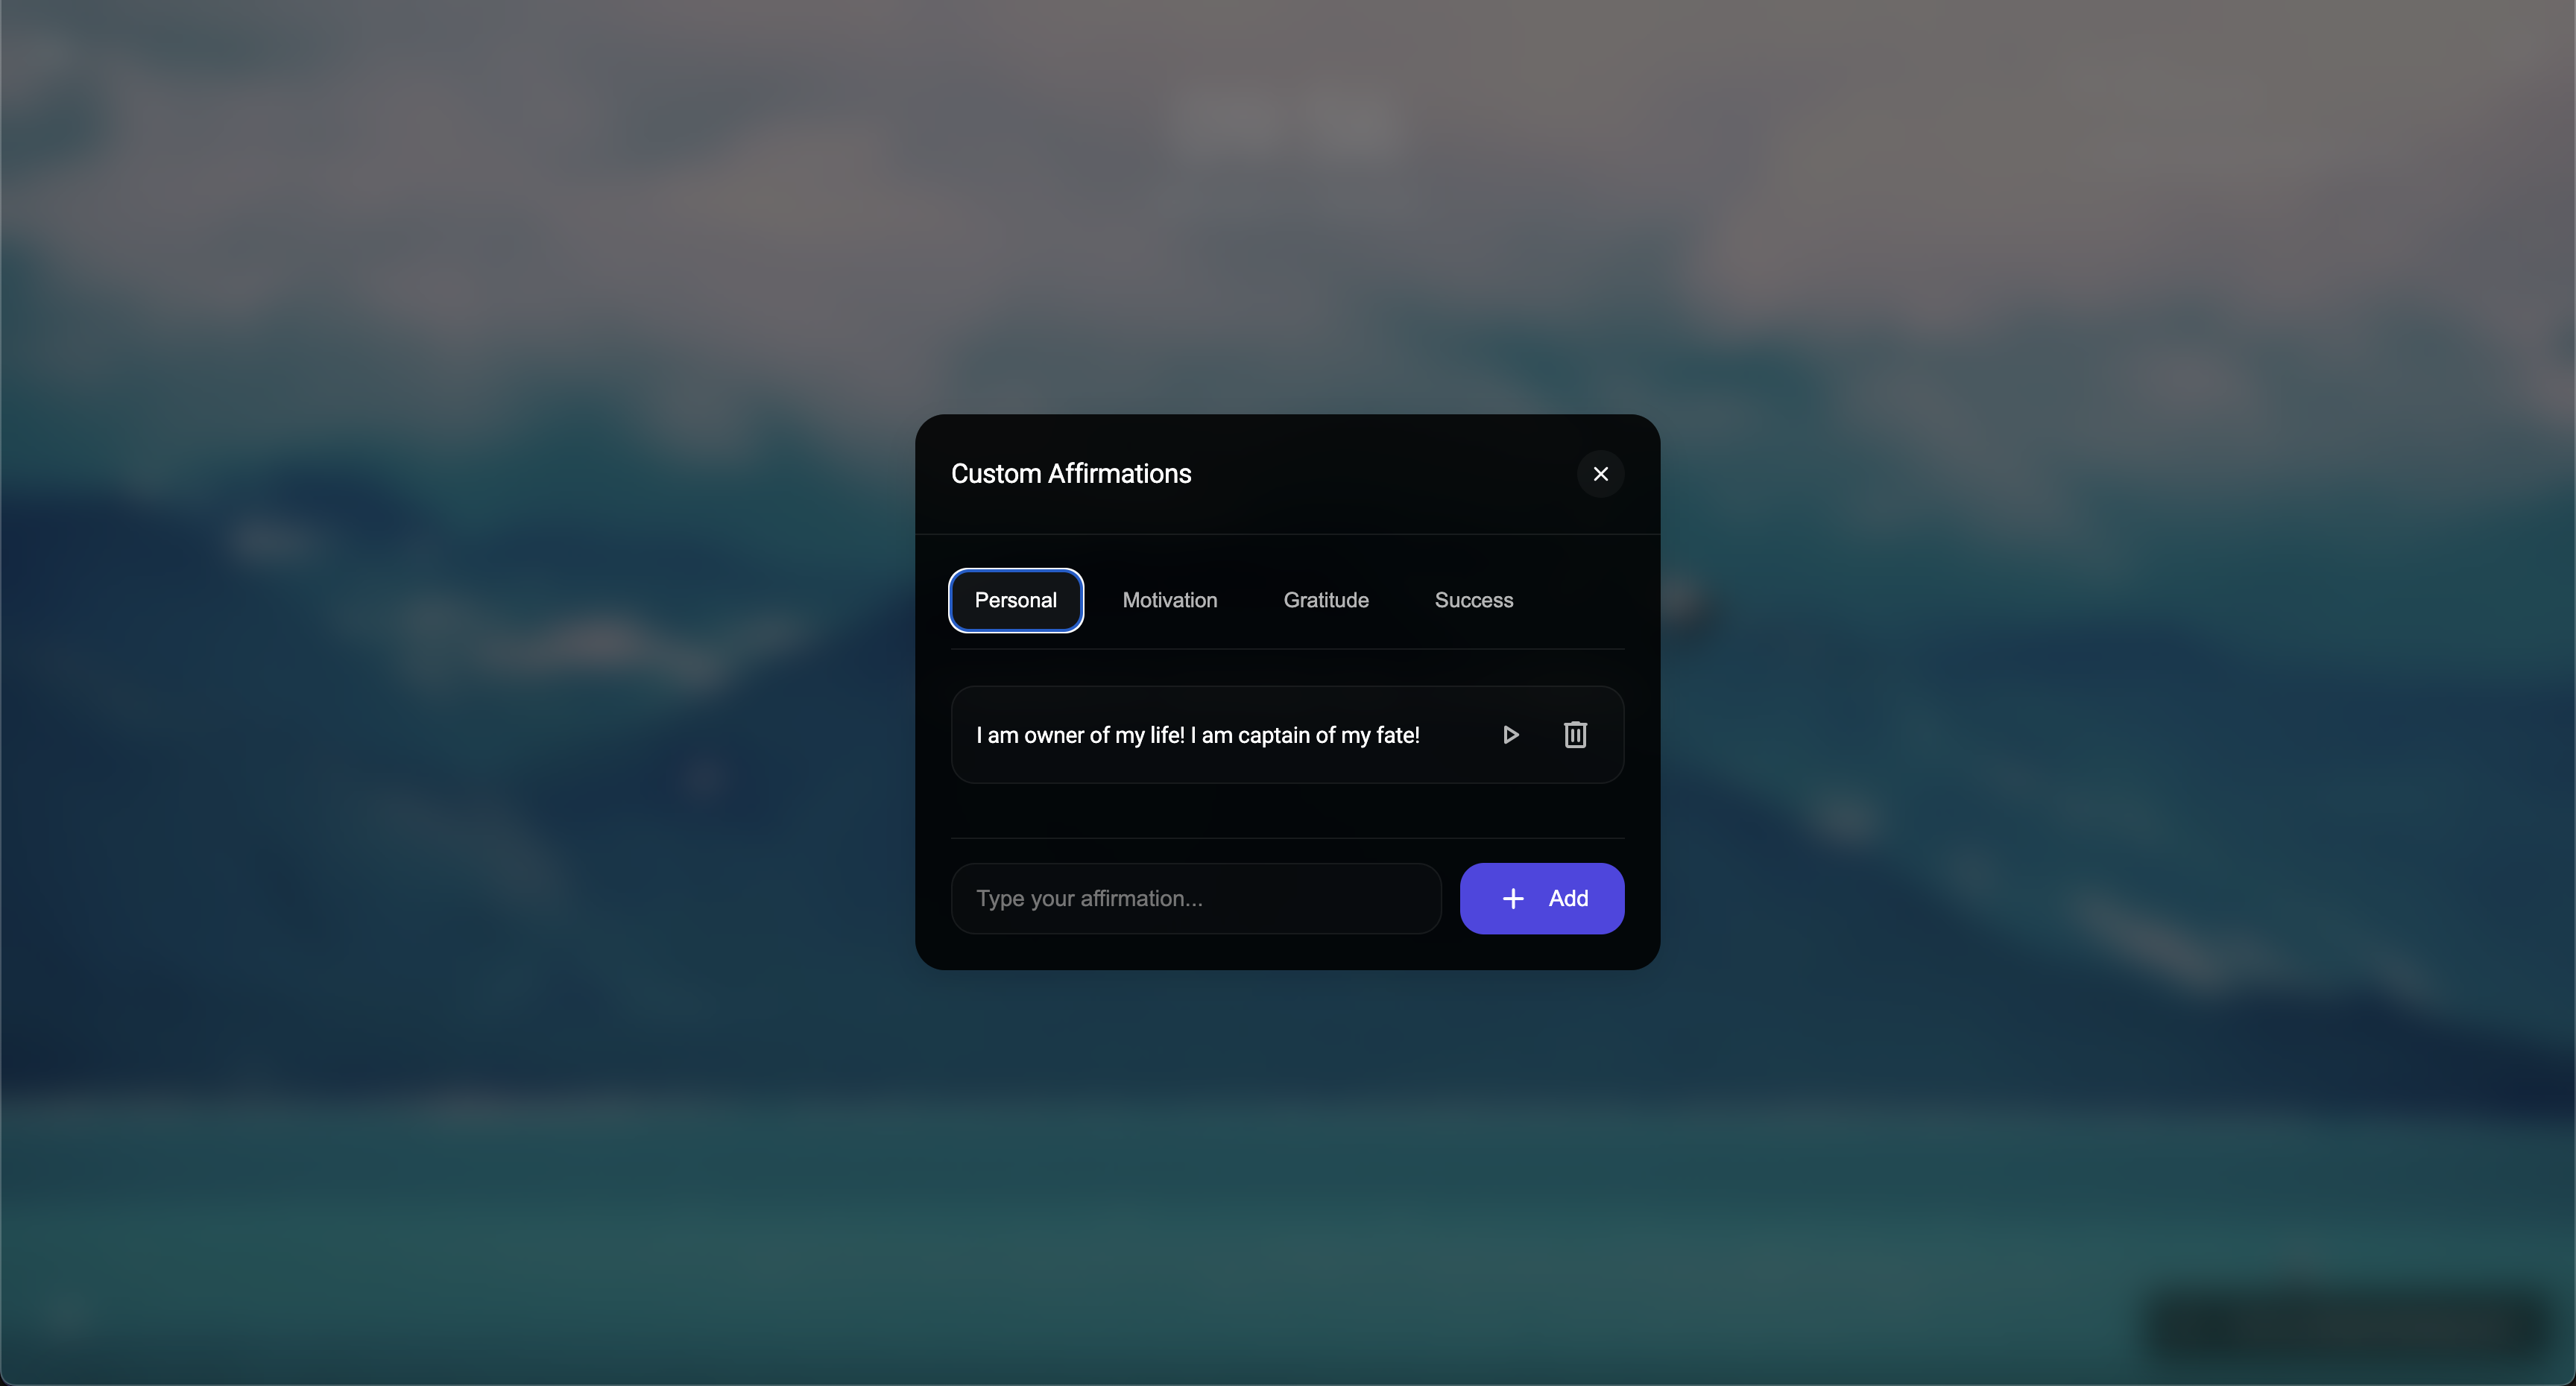 Custom Affirmations
Personal Motivation Gratitude Success
I am owner of my life! I am captain of my fate!
Type your affirmation...
Add